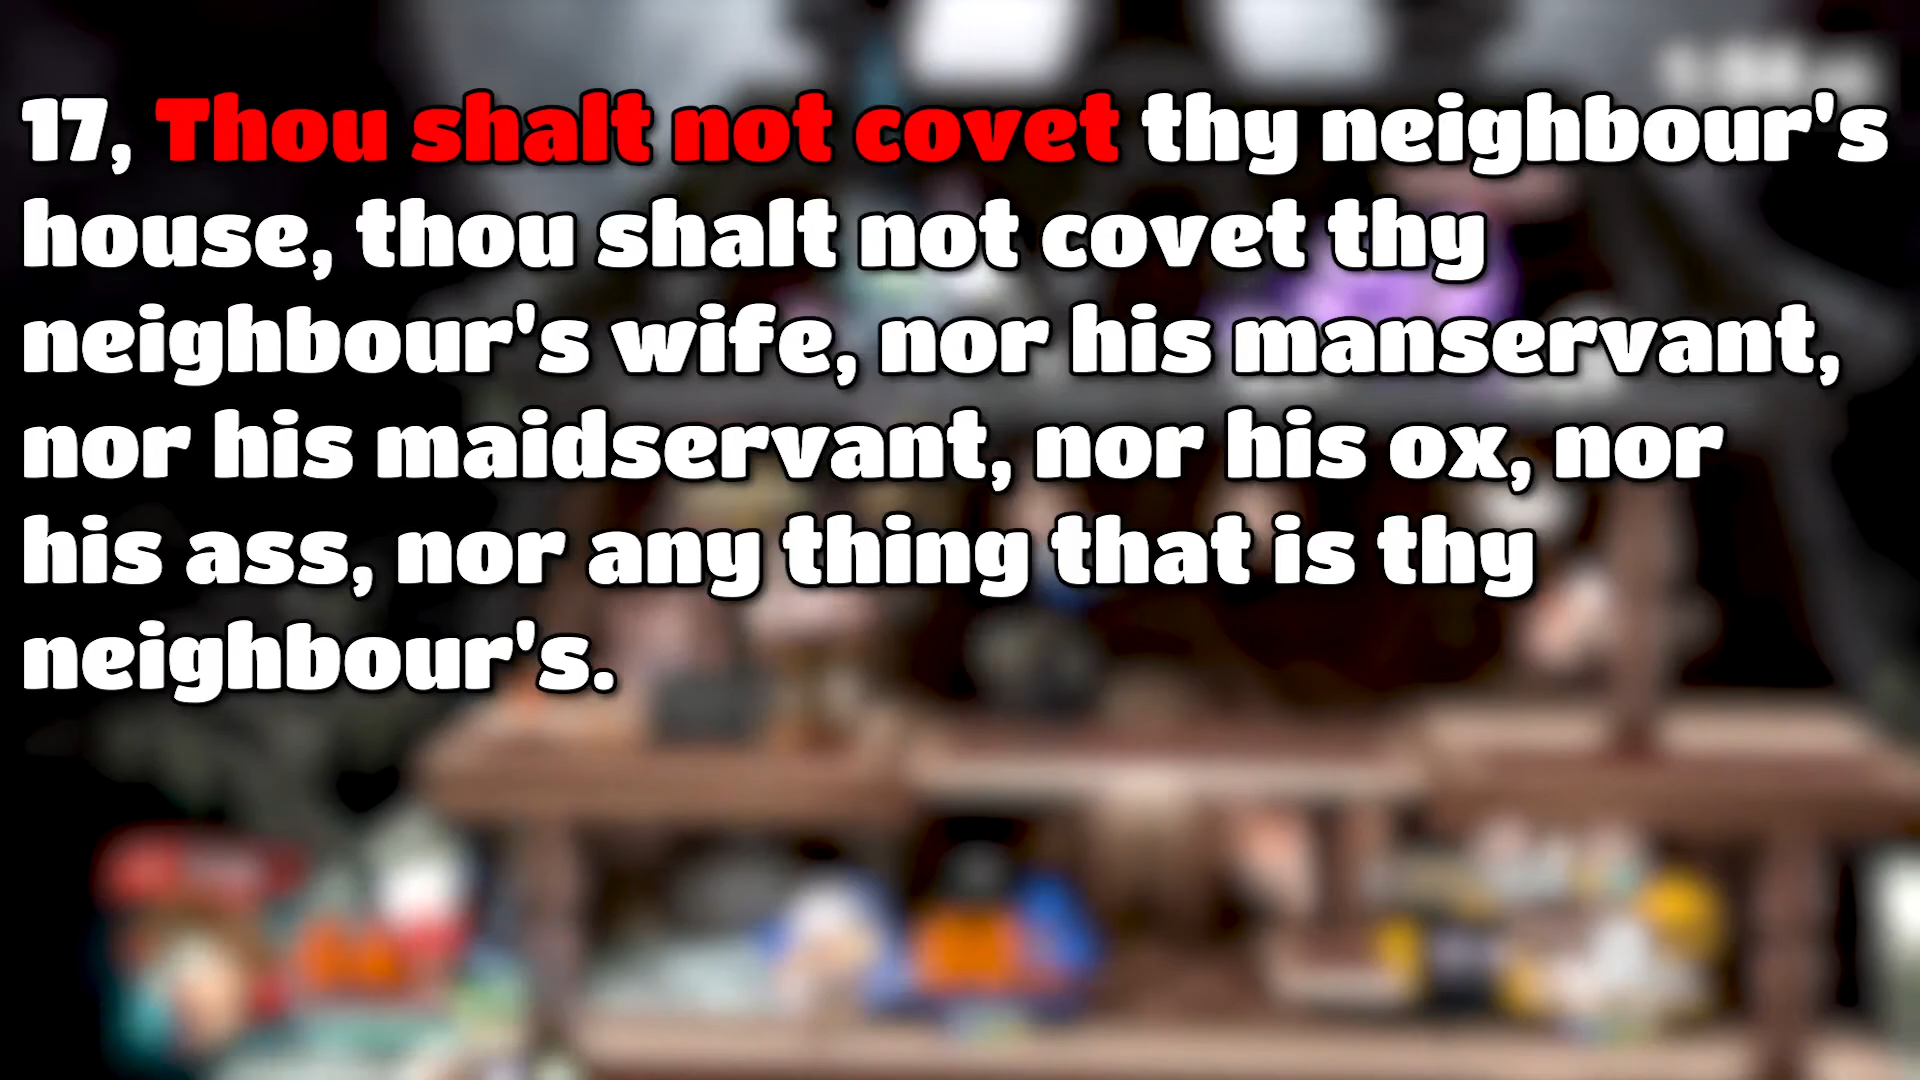 17, Thou shalt not covet thy neighbour's
house, thou shalt not covet thy
neighbour's wife, nor his manservant,
nor his maidservant, nor his ox, nor
his ass, nor any thing that is thy
neighbour's.